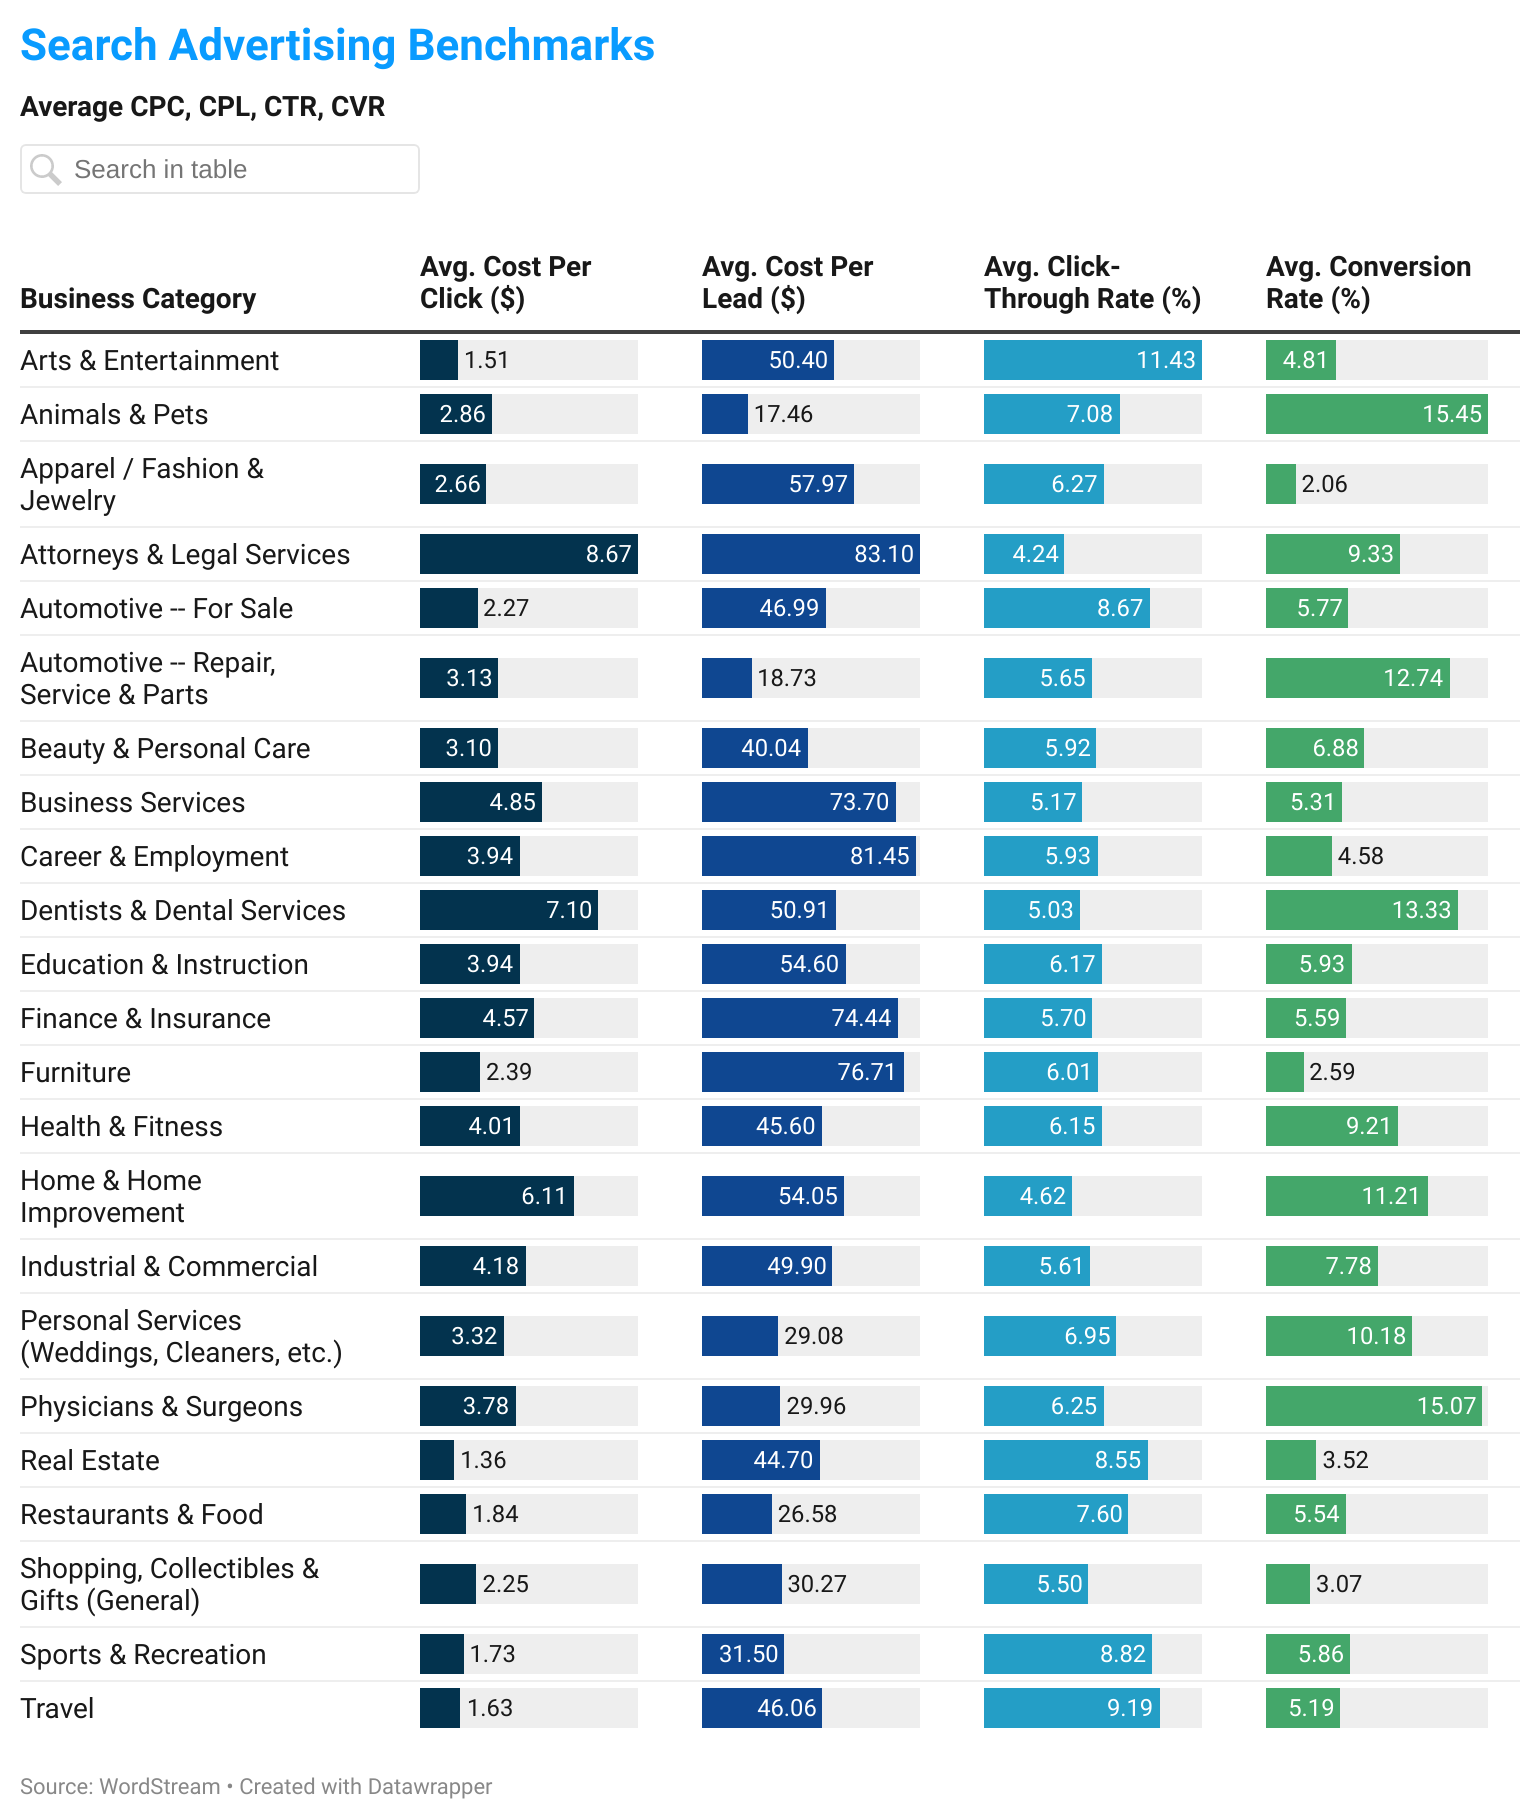 Search Advertising Benchmarks
Average CPC, CPL, CTR, CVR
Search in table
Business Category Avg. Cost Per Click ($) Avg. Cost Per Lead ($) Avg. Click-Through Rate (%) Avg. Conversion Rate (%)
Arts & Entertainment 1.51 50.40 11.43 4.81
Animals & Pets 2.86 17.46 7.08 15.45
Apparel / Fashion & Jewelry 2.66 57.97 6.27 2.06
Attorneys & Legal Services 8.67 83.10 4.24 9.33
Automotive -- For Sale 2.27 46.99 8.67 5.77
Automotive -- Repair, Service & Parts 3.13 18.73 5.65 12.74
Beauty & Personal Care 3.10 40.04 5.92 6.88
Business Services 4.85 73.70 5.17 5.31
Career & Employment 3.94 81.45 5.93 4.58
Dentists & Dental Services 7.10 50.91 5.03 13.33
Education & Instruction 3.94 54.60 6.17 5.93
Finance & Insurance 4.57 74.44 5.70 5.59
Furniture 2.39 76.71 6.01 2.59
Health & Fitness 4.01 45.60 6.15 9.21
Home & Home Improvement 6.11 54.05 4.62 11.21
Industrial & Commercial 4.18 49.90 5.61 7.78
Personal Services (Weddings, Cleaners, etc.) 3.32 29.08 6.95 10.18
Physicians & Surgeons 3.78 29.96 6.25 15.07
Real Estate 1.36 44.70 8.55 3.52
Restaurants & Food 1.84 26.58 7.60 5.54
Shopping, Collectibles & Gifts (General) 2.25 30.27 5.50 3.07
Sports & Recreation 1.73 31.50 8.82 5.86
Travel 1.63 46.06 9.19 5.19
Source: WordStream • Created with Datawrapper